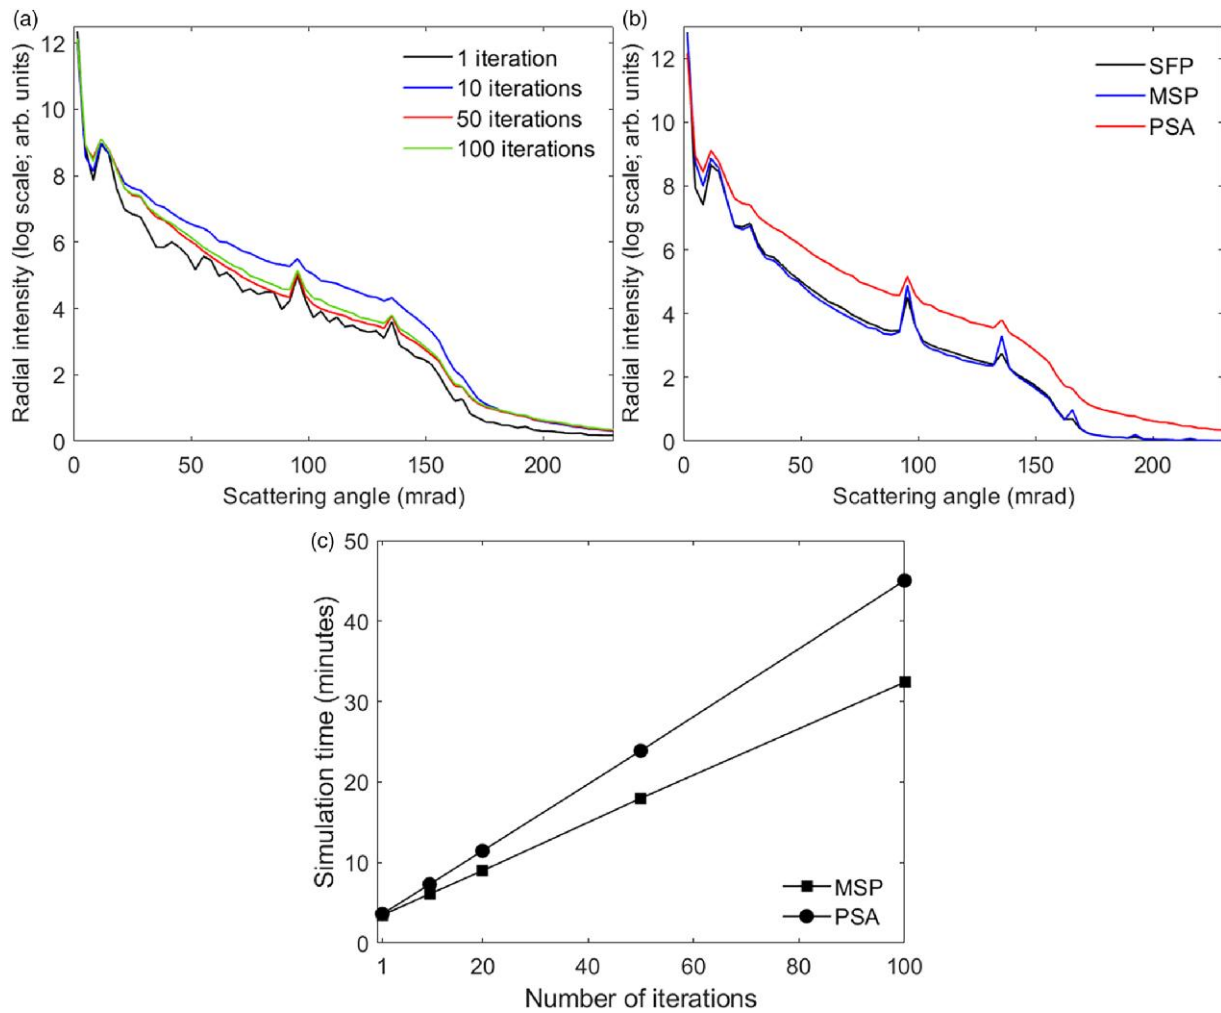 (a)
Radial intensity (log scale; arb. units)
12
10
8
6
4
2
0
0 50 100 150 200
Scattering angle (mrad)
1 iteration
10 iterations
50 iterations
100 iterations
(b)
Radial intensity (log scale; arb. units)
12
10
8
6
4
2
0
0 50 100 150 200
Scattering angle (mrad)
SFP
MSP
PSA
(c)
Simulation time (minutes)
50
40
30
20
10
0
1 20 40 60 80 100
Number of iterations
MSP
PSA